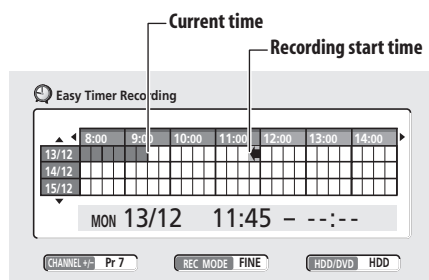 Current time
Recording start time
Easy Timer Recording
8:00 9:00 10:00 11:00 12:00 13:00 14:00
13/12
14/12
15/12
MON 13/12 11:45 – --:--
CHANNEL +/– Pr 7 REC MODE FINE HDD/DVD HDD